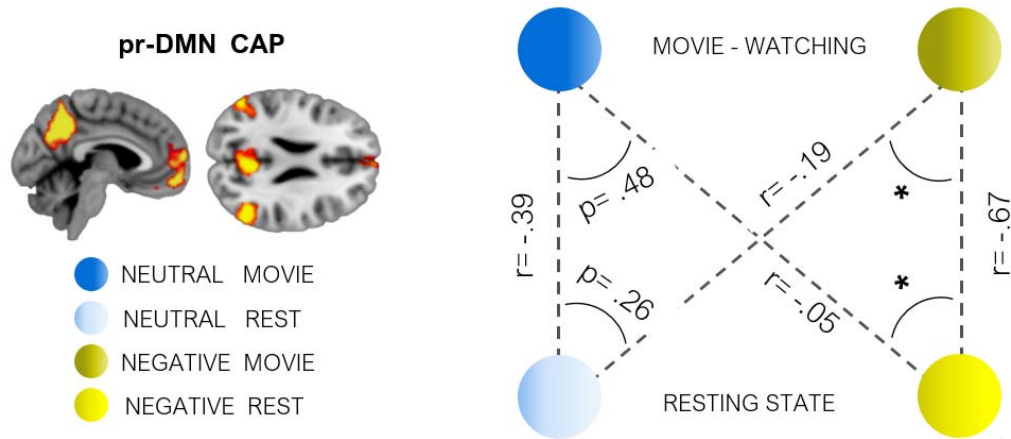 pr-DMN CAP
NEUTRAL MOVIE
NEUTRAL REST
NEGATIVE MOVIE
NEGATIVE REST
MOVIE - WATCHING
r= -.39
p= .48
p= .26
r= -.19
r= -.05
*
*
r= -.67
RESTING STATE